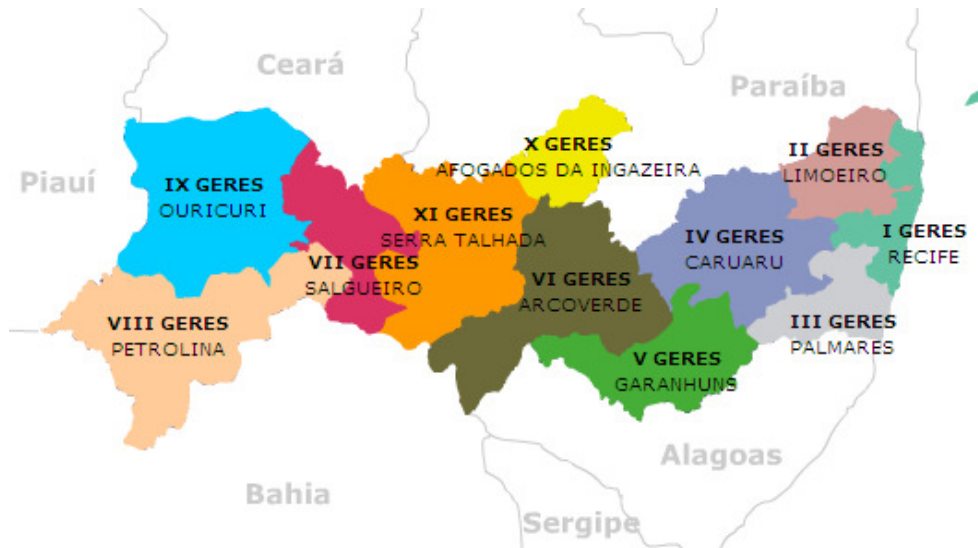 Ceará
Paraíba
Piauí
X GERES
AFOGADOS DA INGAZEIRA
II GERES
LIMOEIRO
IX GERES
OURICURI
XI GERES
SERRA TALHADA
I GERES
RECIFE
IV GERES
CARUARU
VII GERES
SALGUEIRO
VI GERES
ARCOVERDE
VIII GERES
PETROLINA
III GERES
PALMARES
V GERES
GARANHUNS
Alagoas
Bahia
Sergipe